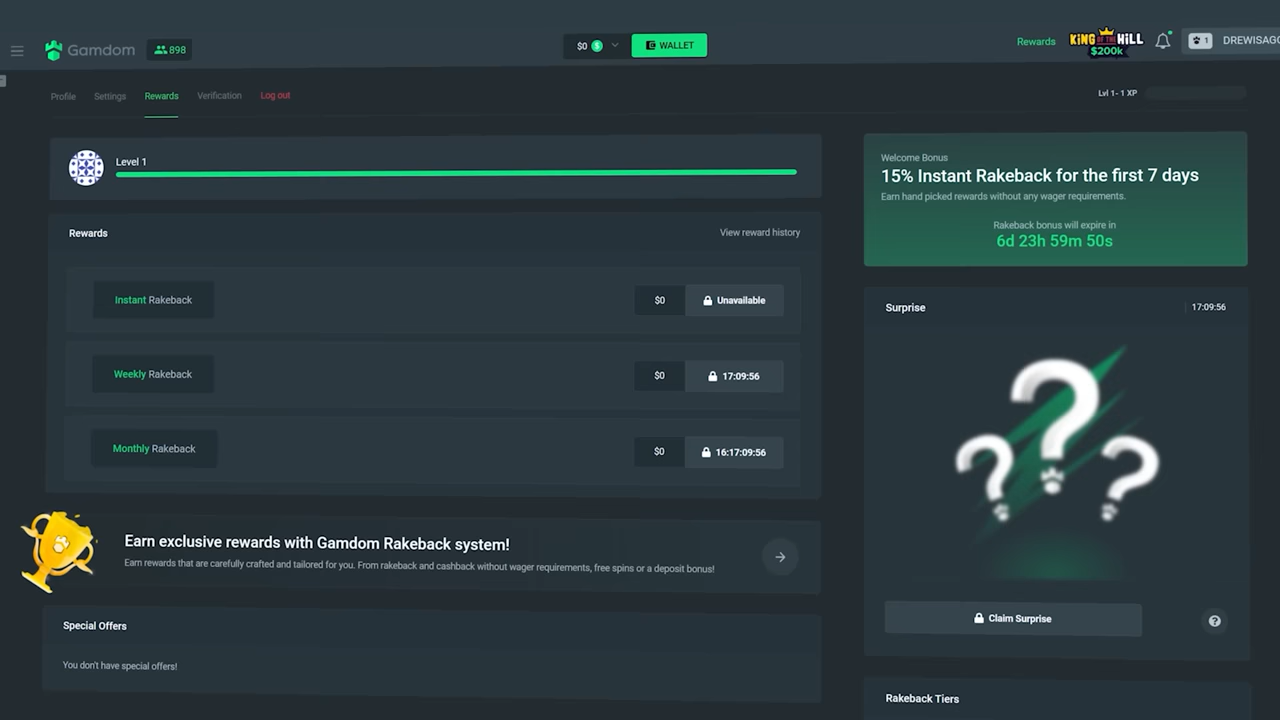 Gamdom
898
$0
WALLET
Rewards
KING OF THE HILL
$200k
1
DREWISAG
Profile
Settings
Rewards
Verification
Log out
Lvl 1- 1 XP
Level 1
Rewards
View reward history
Instant Rakeback
$0
Unavailable
Weekly Rakeback
$0
17:09:56
Monthly Rakeback
$0
16:17:09:56
Earn exclusive rewards with Gamdom Rakeback system!
Earn rewards that are carefully crafted and tailored for you. From rakeback and cashback without wager requirements, free spins or a deposit bonus!
Special Offers
You don't have special offers!
Welcome Bonus
15% Instant Rakeback for the first 7 days
Earn hand picked rewards without any wager requirements.
Rakeback bonus will expire in
6d 23h 59m 50s
Surprise
17:09:56
???
Claim Surprise
?
Rakeback Tiers